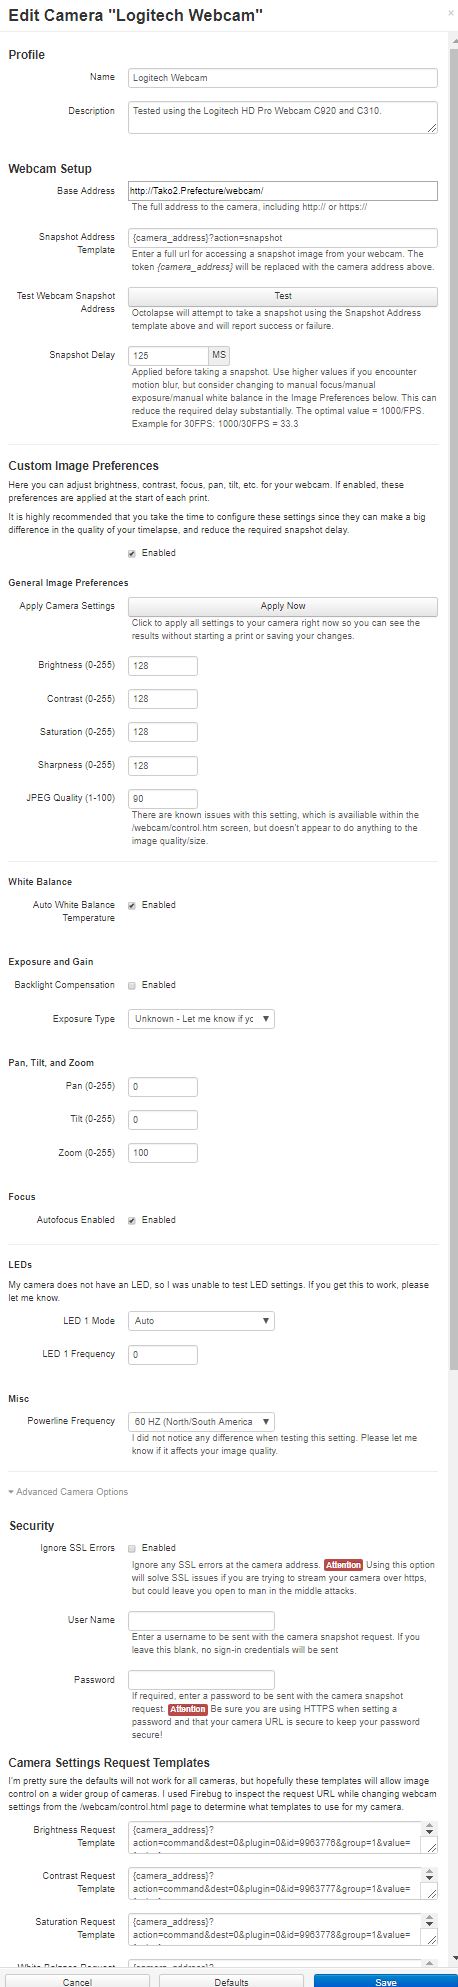 Edit Camera "Logitech Webcam"
×
Profile
Name
Logitech Webcam
Description
Tested using the Logitech HD Pro Webcam C920 and C310.
Webcam Setup
Base Address
http://Tako2.Prefecture/webcam/
The full address to the camera, including http:// or https://
Snapshot Address
Template
{camera_address}?action=snapshot
Enter a full url for accessing a snapshot image from your webcam. The
token {camera_address} will be replaced with the camera address above.
Test Webcam Snapshot
Address
Test
Octolapse will attempt to take a snapshot using the Snapshot Address
template above and will report success or failure.
Snapshot Delay
125 MS
Applied before taking a snapshot. Use higher values if you encounter
motion blur, but consider changing to manual focus/manual
exposure/manual white balance in the Image Preferences below. This can
reduce the required delay substantially. The optimal value = 1000/FPS.
Example for 30FPS: 1000/30FPS = 33.3
Custom Image Preferences
Here you can adjust brightness, contrast, focus, pan, tilt, etc. for your webcam. If enabled, these
preferences are applied at the start of each print.
It is highly recommended that you take the time to configure these settings since they can make a big
difference in the quality of your timelapse, and reduce the required snapshot delay.
Enabled
General Image Preferences
Apply Camera Settings
Apply Now
Click to apply all settings to your camera right now so you can see the
results without starting a print or saving your changes.
Brightness (0-255)
128
Contrast (0-255)
128
Saturation (0-255)
128
Sharpness (0-255)
128
JPEG Quality (1-100)
90
There are known issues with this setting, which is availiable within the
/webcam/control.htm screen, but doesn't appear to do anything to the
image quality/size.
White Balance
Auto White Balance
Temperature
Enabled
Exposure and Gain
Backlight Compensation
Enabled
Exposure Type
Unknown - Let me know if yc
Pan, Tilt, and Zoom
Pan (0-255)
0
Tilt (0-255)
0
Zoom (0-255)
100
Focus
Autofocus Enabled
Enabled
LEDs
My camera does not have an LED, so I was unable to test LED settings. If you get this to work, please
let me know.
LED 1 Mode
Auto
LED 1 Frequency
0
Misc
Powerline Frequency
60 HZ (North/South America
I did not notice any difference when testing this setting. Please let me
know if it affects your image quality.
Advanced Camera Options
Security
Ignore SSL Errors
Enabled
Ignore any SSL errors at the camera address. Attention Using this option
will solve SSL issues if you are trying to stream your camera over https,
but could leave you open to man in the middle attacks.
User Name
Enter a username to be sent with the camera snapshot request. If you
leave this blank, no sign-in credentials will be sent
Password
If required, enter a password to be sent with the camera snapshot
request. Attention Be sure you are using HTTPS when setting a
password and that your camera URL is secure to keep your password
secure!
Camera Settings Request Templates
I'm pretty sure the defaults will not work for all cameras, but hopefully these templates will allow image
control on a wider group of cameras. I used Firebug to inspect the request URL while changing webcam
settings from the /webcam/control.html page to determine what templates to use for my camera.
Brightness Request
Template
{camera_address}?
action=command&dest=0&plugin=0&id=9963776&group=1&value=
Contrast Request
Template
{camera_address}?
action=command&dest=0&plugin=0&id=9963777&group=1&value=
Saturation Request
Template
{camera_address}?
action=command&dest=0&plugin=0&id=9963778&group=1&value=
White Balance Request
{camera_address}?
Cancel
Defaults
Save